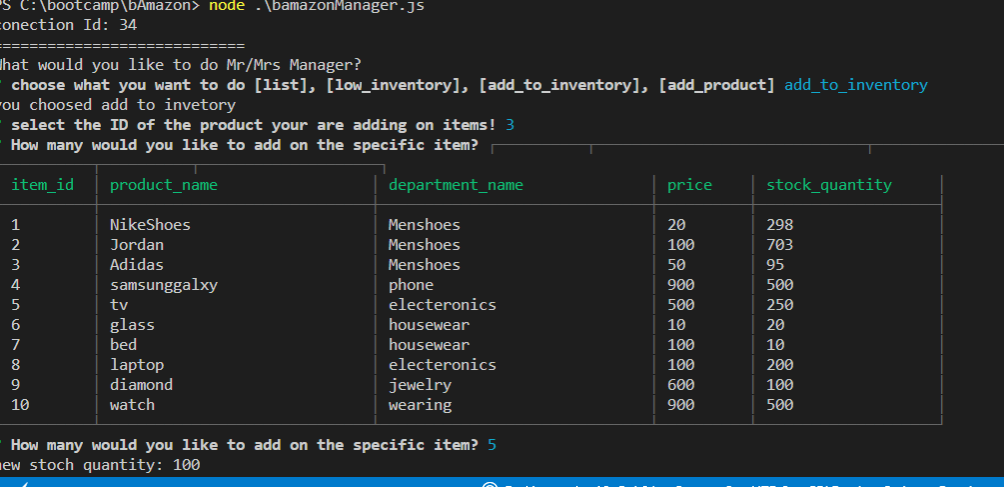 PS C:\bootcamp\bAmazon> node .\bamazonManager.js
conection Id: 34
===========================
What would you like to do Mr/Mrs Manager?
? choose what you want to do [list], [low_inventory], [add_to_inventory], [add_product] add_to_inventory
you choosed add to invetory
? select the ID of the product your are adding on items! 3
? How many would you like to add on the specific item?
item_id product_name department_name price stock_quantity
1 NikeShoes Menshoes 20 298
2 Jordan Menshoes 100 703
3 Adidas Menshoes 50 95
4 samsunggalxy phone 900 500
5 tv electeronics 500 250
6 glass housewear 10 20
7 bed housewear 100 10
8 laptop electeronics 100 200
9 diamond jewelry 600 100
10 watch wearing 900 500
? How many would you like to add on the specific item? 5
new stoch quantity: 100